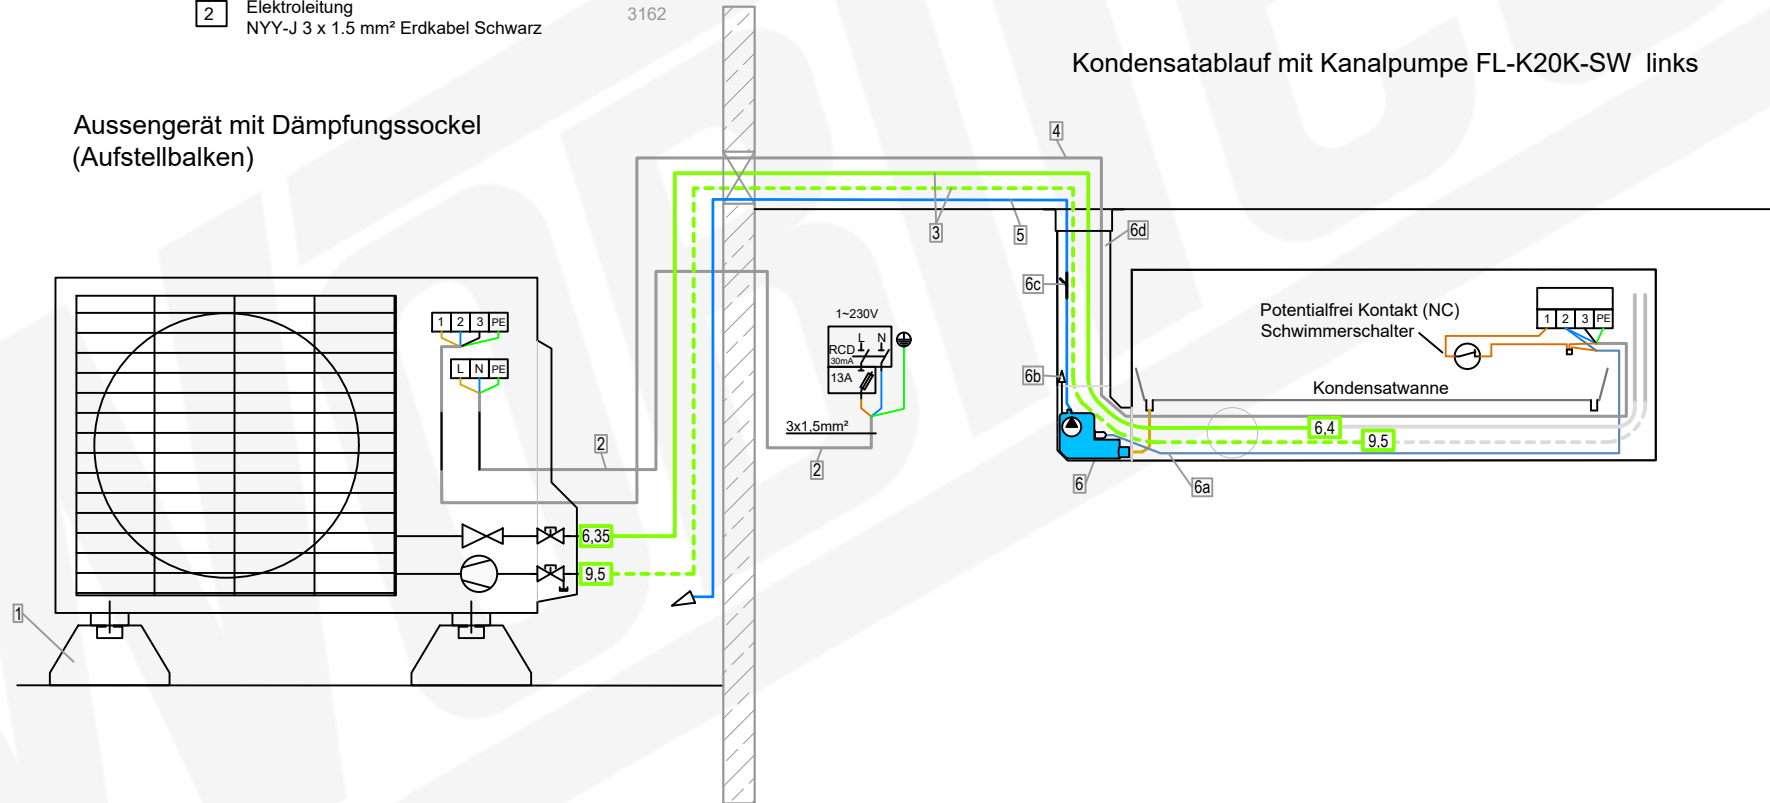 2 Elektroleitung
NYY-J 3 x 1.5 mm² Erdkabel Schwarz
3162
Kondensatablauf mit Kanalpumpe FL-K20K-SW links
Aussengerät mit Dämpfungssockel
(Aufstellbalken)
4
3
5
6d
6c
6b
1 2 3 PE
L N PE
1~230V
L N
RCD
30mA
13A
3x1,5mm²
2
2
Potentialfrei Kontakt (NC)
Schwimmerschalter
1 2 3 PE
Kondensatwanne
6,4
9,5
6
6a
6,35
9,5
1